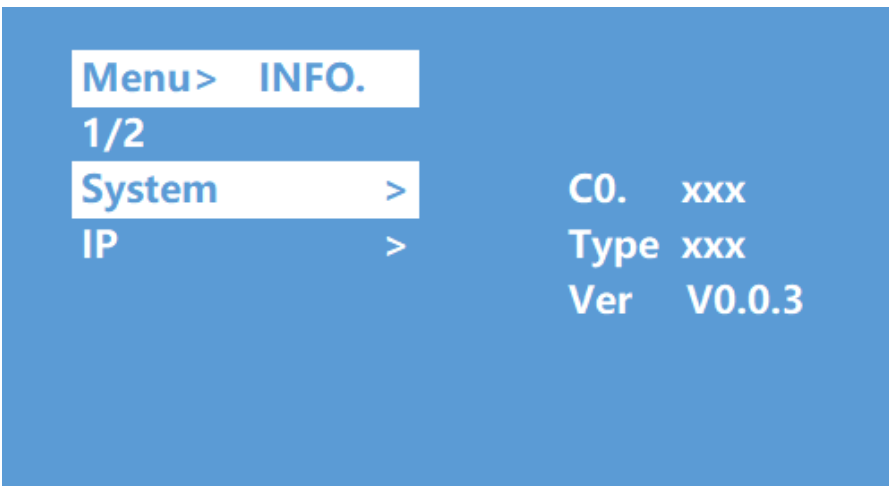 Menu> INFO.
1/2
System >
IP >
C0. xxx
Type xxx
Ver V0.0.3